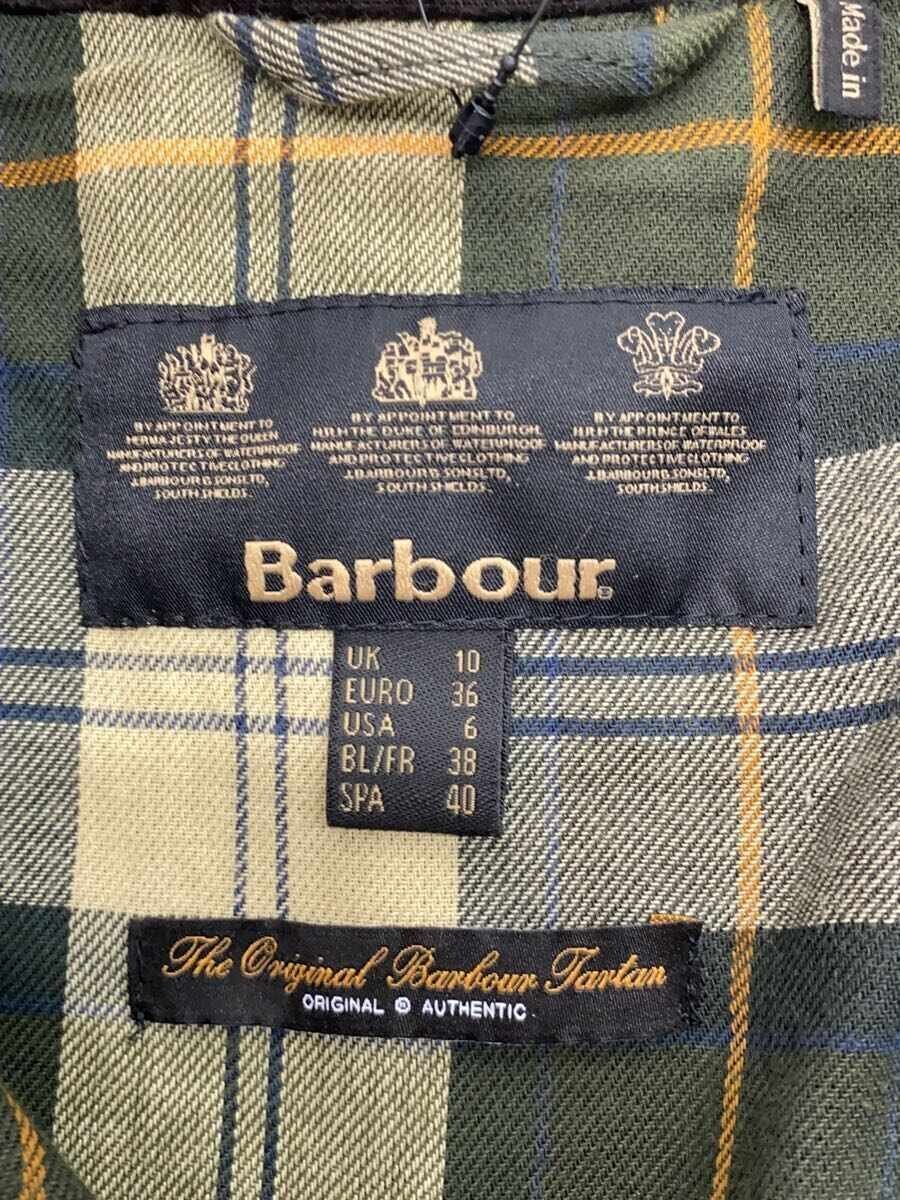 Made in
BY APPOINTMENT TO
HER MAJESTY THE QUEEN
MANUFACTURERS OF WATERPROOF
AND PROTECTIVE CLOTHING
J.BARBOUR & SONS LTD,
SOUTH SHIELDS.
BY APPOINTMENT TO
H.R.H. THE DUKE OF EDINBURGH
MANUFACTURERS OF WATERPROOF
AND PROTECTIVE CLOTHING
J.BARBOUR & SONS LTD,
SOUTH SHIELDS.
BY APPOINTMENT TO
H.R.H. THE PRINCE OF WALES
MANUFACTURERS OF WATERPROOF
AND PROTECTIVE CLOTHING
J.BARBOUR & SONS LTD,
SOUTH SHIELDS.
Barbour®
UK 10
EURO 36
USA 6
BL/FR 38
SPA 40
The Original Barbour Tartan
ORIGINAL ® AUTHENTIC